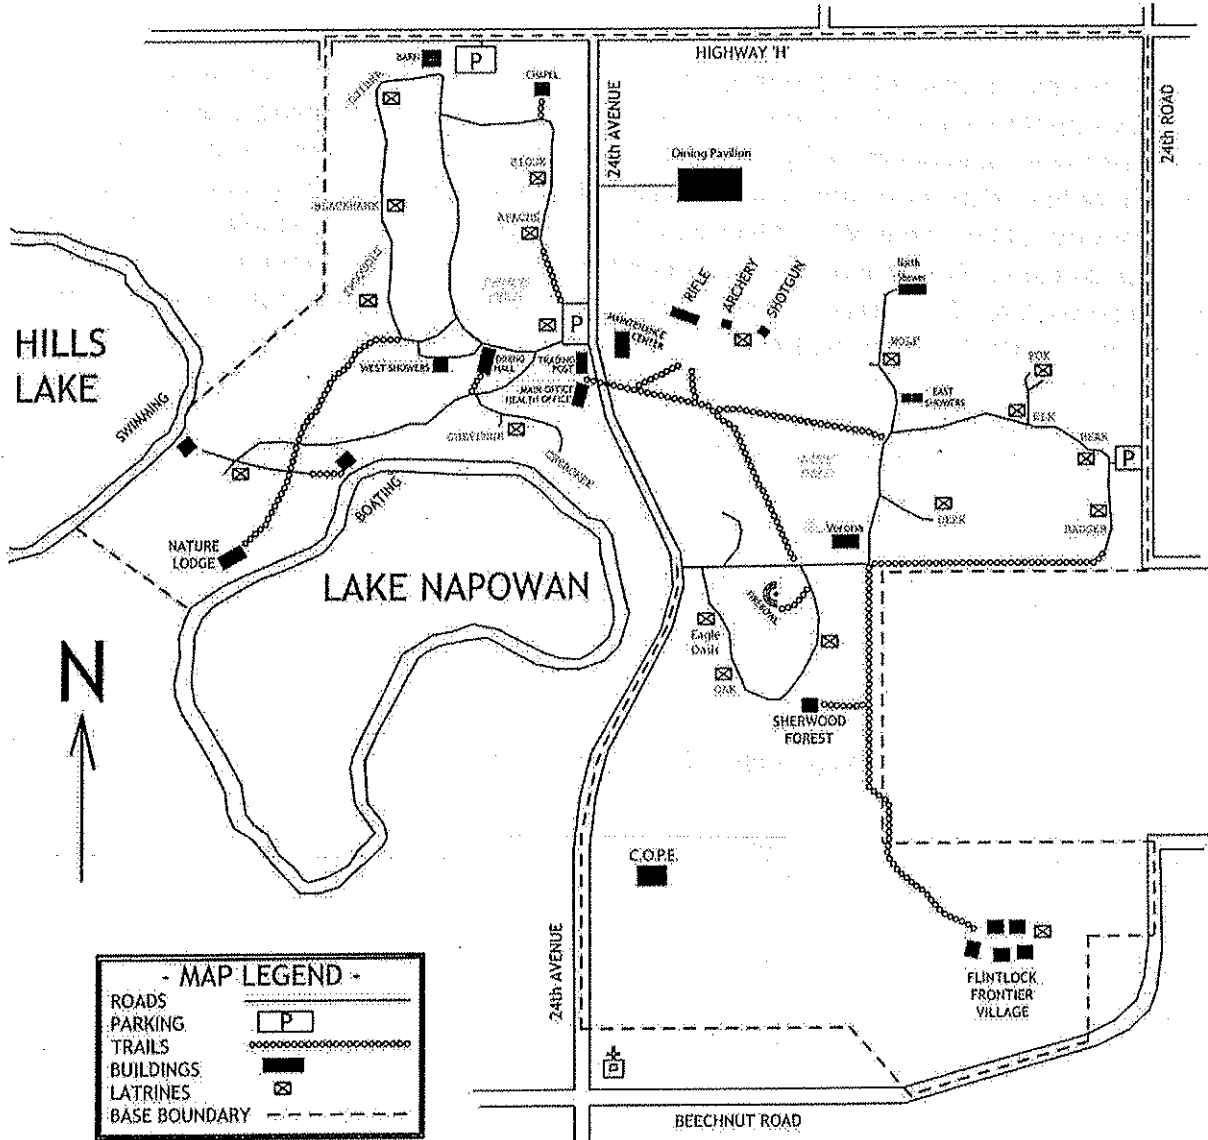 HIGHWAY 'H'
BARN
P
CHAPEL
24th AVENUE
24th ROAD
Dining Pavilion
SIOUX
BLACKHAWK
APACHE
HILLS
LAKE
SWIMMING
P
MAINTENANCE
CENTER
RIFLE
ARCHERY
SHOTGUN
North
Shower
WEST SHOWERS
DINING
HALL
TRADING
POST
MAIN OFFICE
HEALTH OFFICE
WOLF
FOX
EAST
SHOWERS
ELK
BEAR
P
CHEROKEE
BOATING
DEER
BADGER
Verona
NATURE
LODGE
LAKE NAPOWAN
Eagle
Oasis
OAK
SHERWOOD
FOREST
N
C.O.P.E.
24th AVENUE
FLINTLOCK
FRONTIER
VILLAGE
BEECHNUT ROAD
- MAP LEGEND -
ROADS
PARKING P
TRAILS
BUILDINGS
LATRINES
BASE BOUNDARY